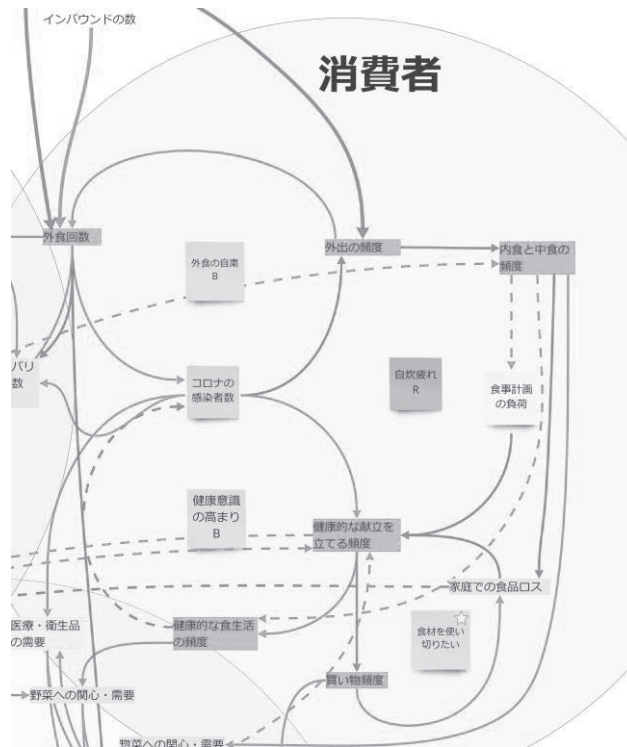 インバウンドの数
消費者
外食回数
外食の自粛
B
外出の頻度
内食と中食の
頻度
バリ
数
コロナの
感染者数
自炊疲れ
R
食事計画
の負荷
健康意識
の高まり
B
健康的な献立を
立てる頻度
家庭での食品ロス
医療・衛生品
の需要
健康的な食生活
の頻度
食材を使い
切りたい
買い物頻度
野菜への関心・需要
惣菜への関心・需要